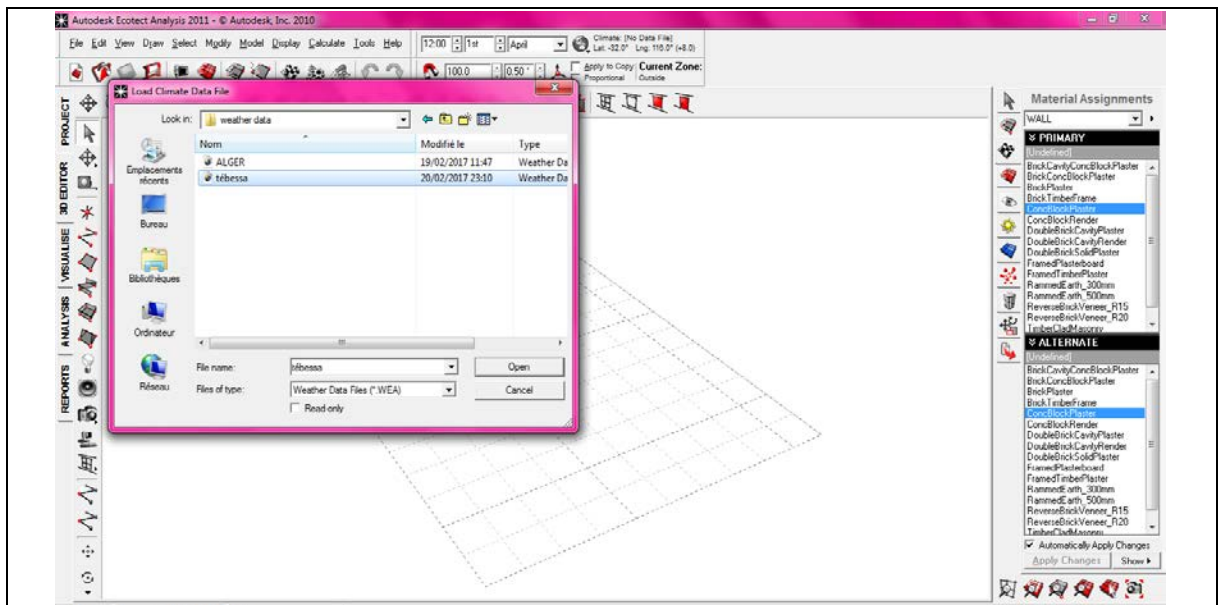 Autodesk Ecotect Analysis 2011 - © Autodesk, Inc. 2010
File Edit View Draw Select Modify Model Display Calculate Tools Help
12:00 1st April
Climate: [No Data File]
Lat: -32.0° Lng: 116.0° (+8.0)
100.0 0.50 °
Apply to Copy
Proportional
Current Zone:
Outside
Load Climate Data File
Look in: weather data
Nom Modifié le Type
ALGER 19/02/2017 11:47 Weather Da
tébessa 20/02/2017 23:10 Weather Da
Emplacements
récents
Bureau
Bibliothèques
Ordinateur
Réseau
File name: tébessa Open
Files of type: Weather Data Files (*.WEA) Cancel
Read-only
PROJECT
3D EDITOR
VISUALISE
ANALYSIS
REPORTS
Material Assignments
WALL
PRIMARY
[Undefined]
BrickCavityConcBlockPlaster
BrickConcBlockPlaster
BrickPlaster
BrickTimberFrame
ConcBlockPlaster
ConcBlockRender
DoubleBrickCavityPlaster
DoubleBrickCavityRender
DoubleBrickSolidPlaster
FramedPlasterboard
FramedTimberPlaster
RammedEarth_300mm
RammedEarth_500mm
ReverseBrickVeneer_R15
ReverseBrickVeneer_R20
TimberCladMasonry
ALTERNATE
[Undefined]
BrickCavityConcBlockPlaster
BrickConcBlockPlaster
BrickPlaster
BrickTimberFrame
ConcBlockPlaster
ConcBlockRender
DoubleBrickCavityPlaster
DoubleBrickCavityRender
DoubleBrickSolidPlaster
FramedPlasterboard
FramedTimberPlaster
RammedEarth_300mm
RammedEarth_500mm
ReverseBrickVeneer_R15
ReverseBrickVeneer_R20
TimberCladMasonry
Automatically Apply Changes
Apply Changes Show